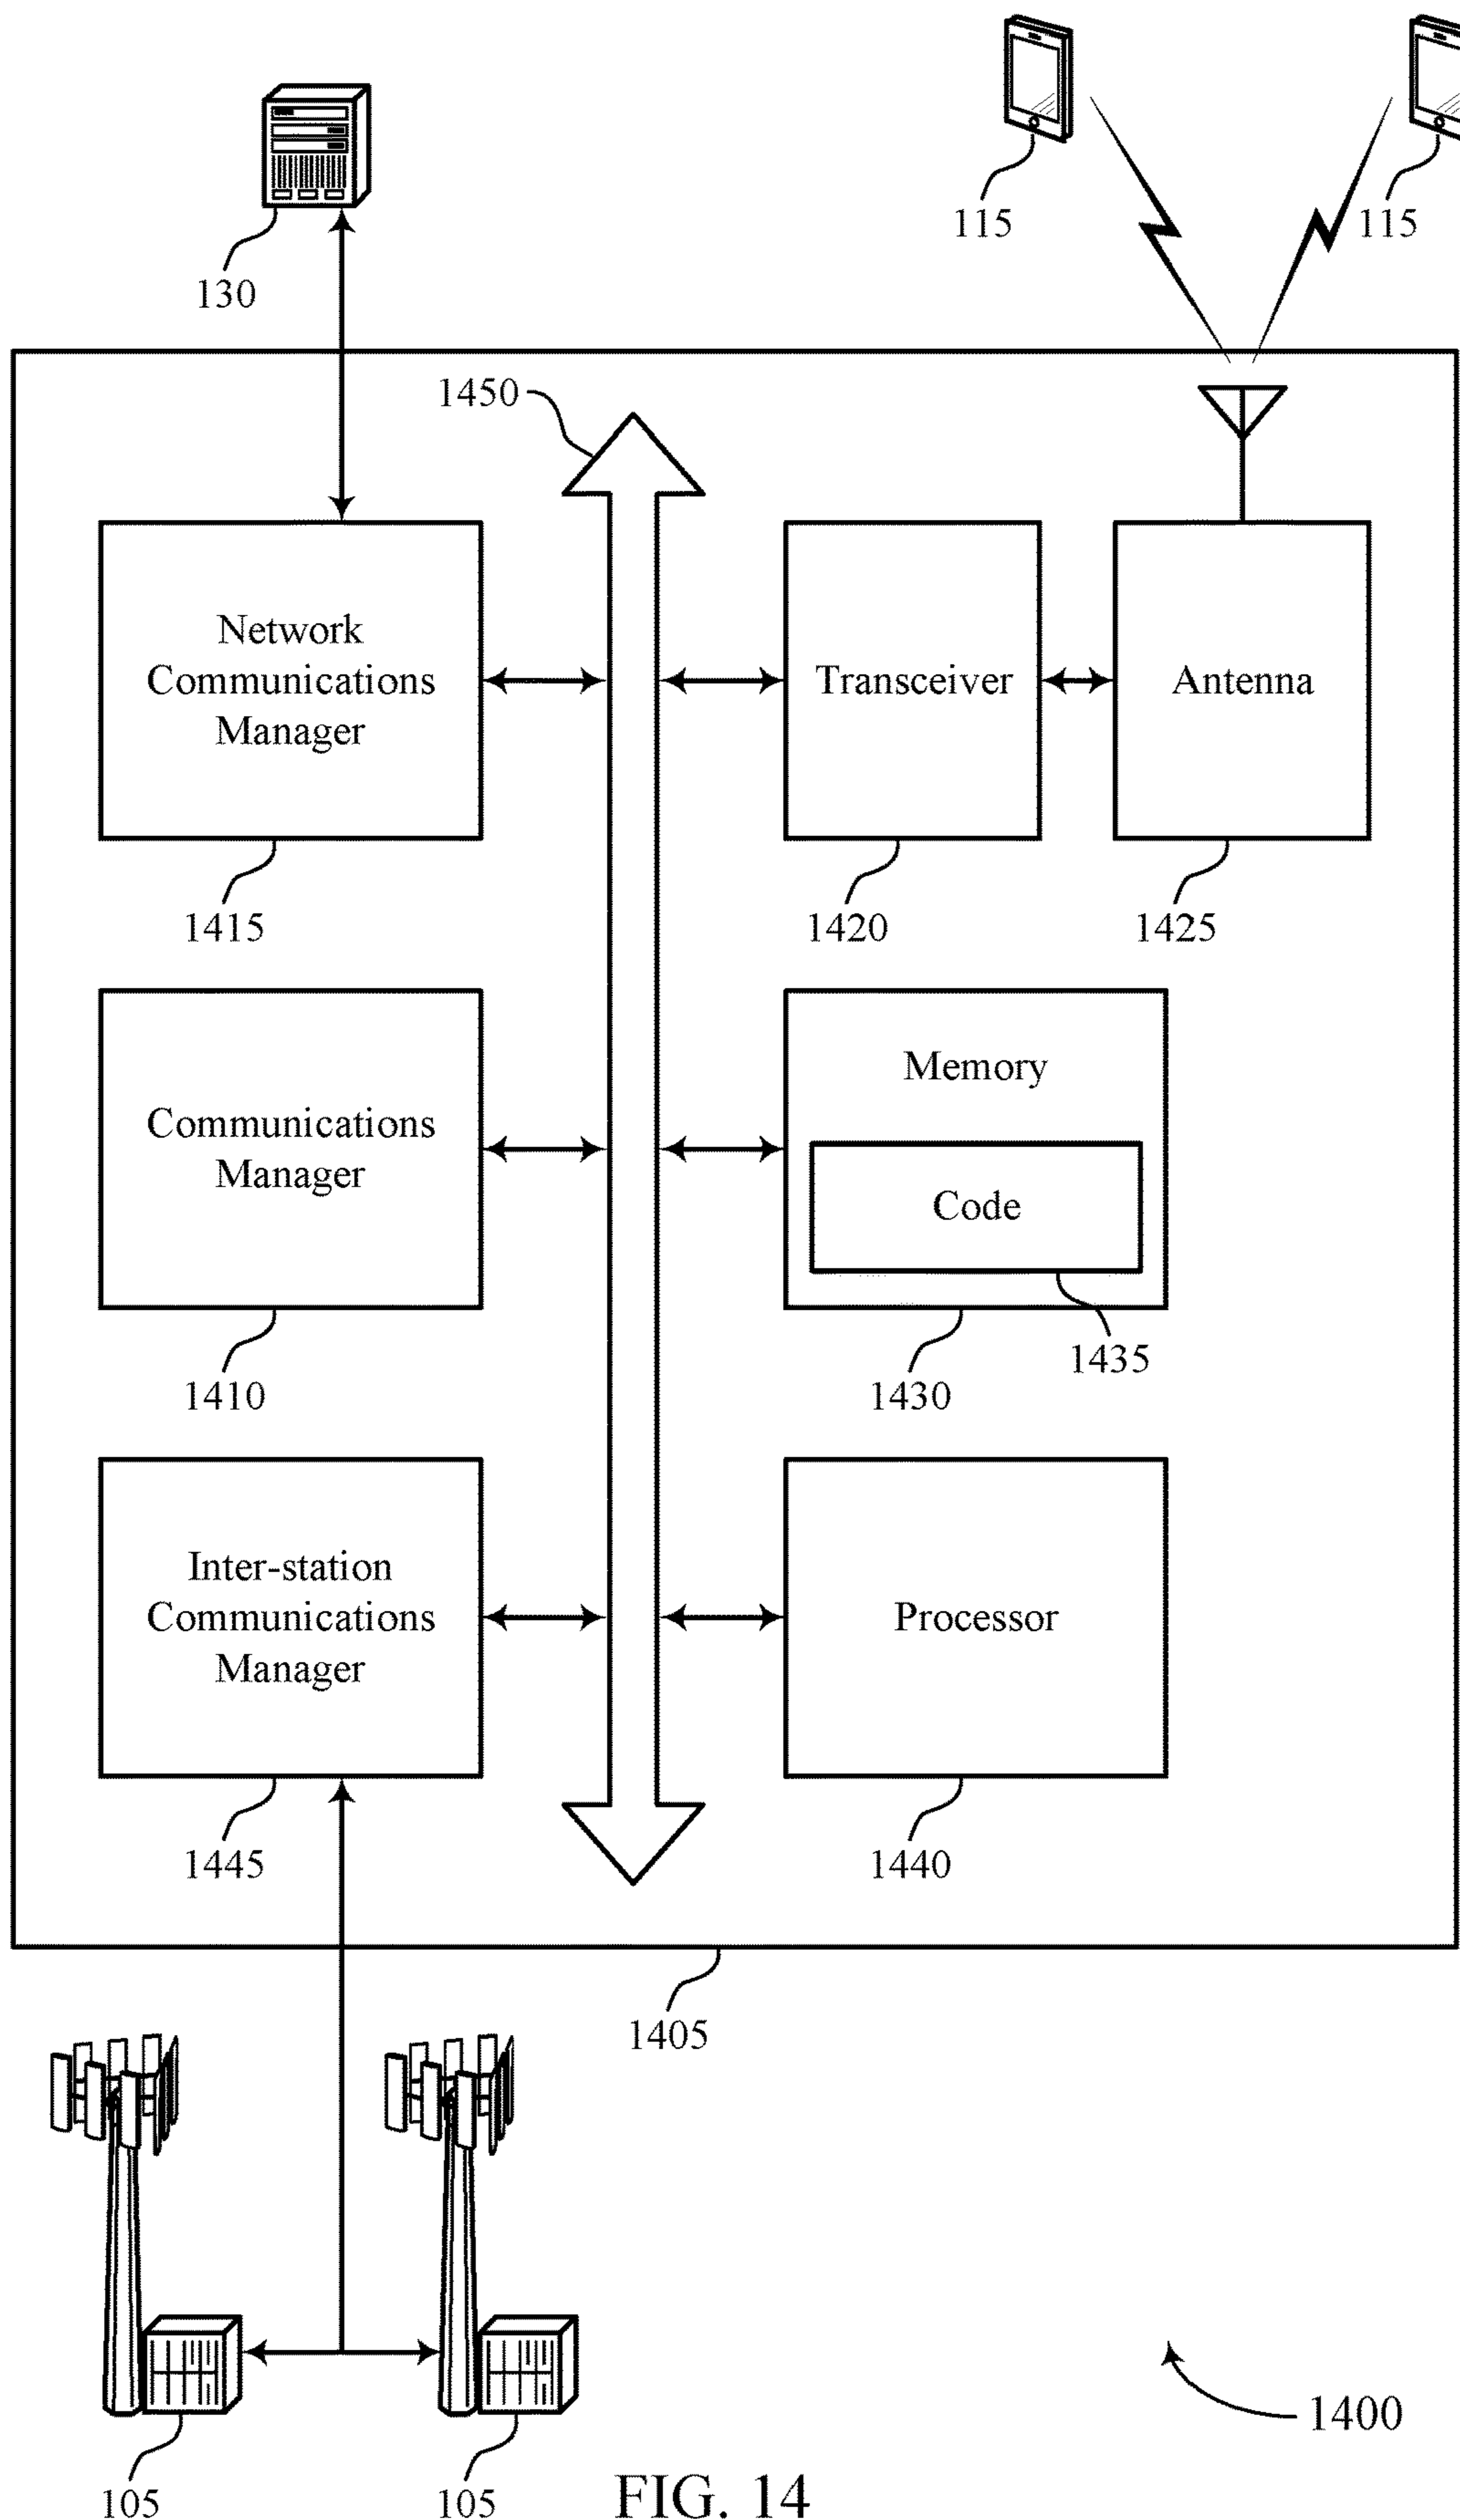 115
115
130
1450
Network
Communications
Manager
Transceiver
Antenna
1415
1420
1425
Communications
Manager
Memory
Code
1410
1430
1435
Inter-station
Communications
Manager
Processor
1445
1440
1405
105
105
1400
FIG. 14